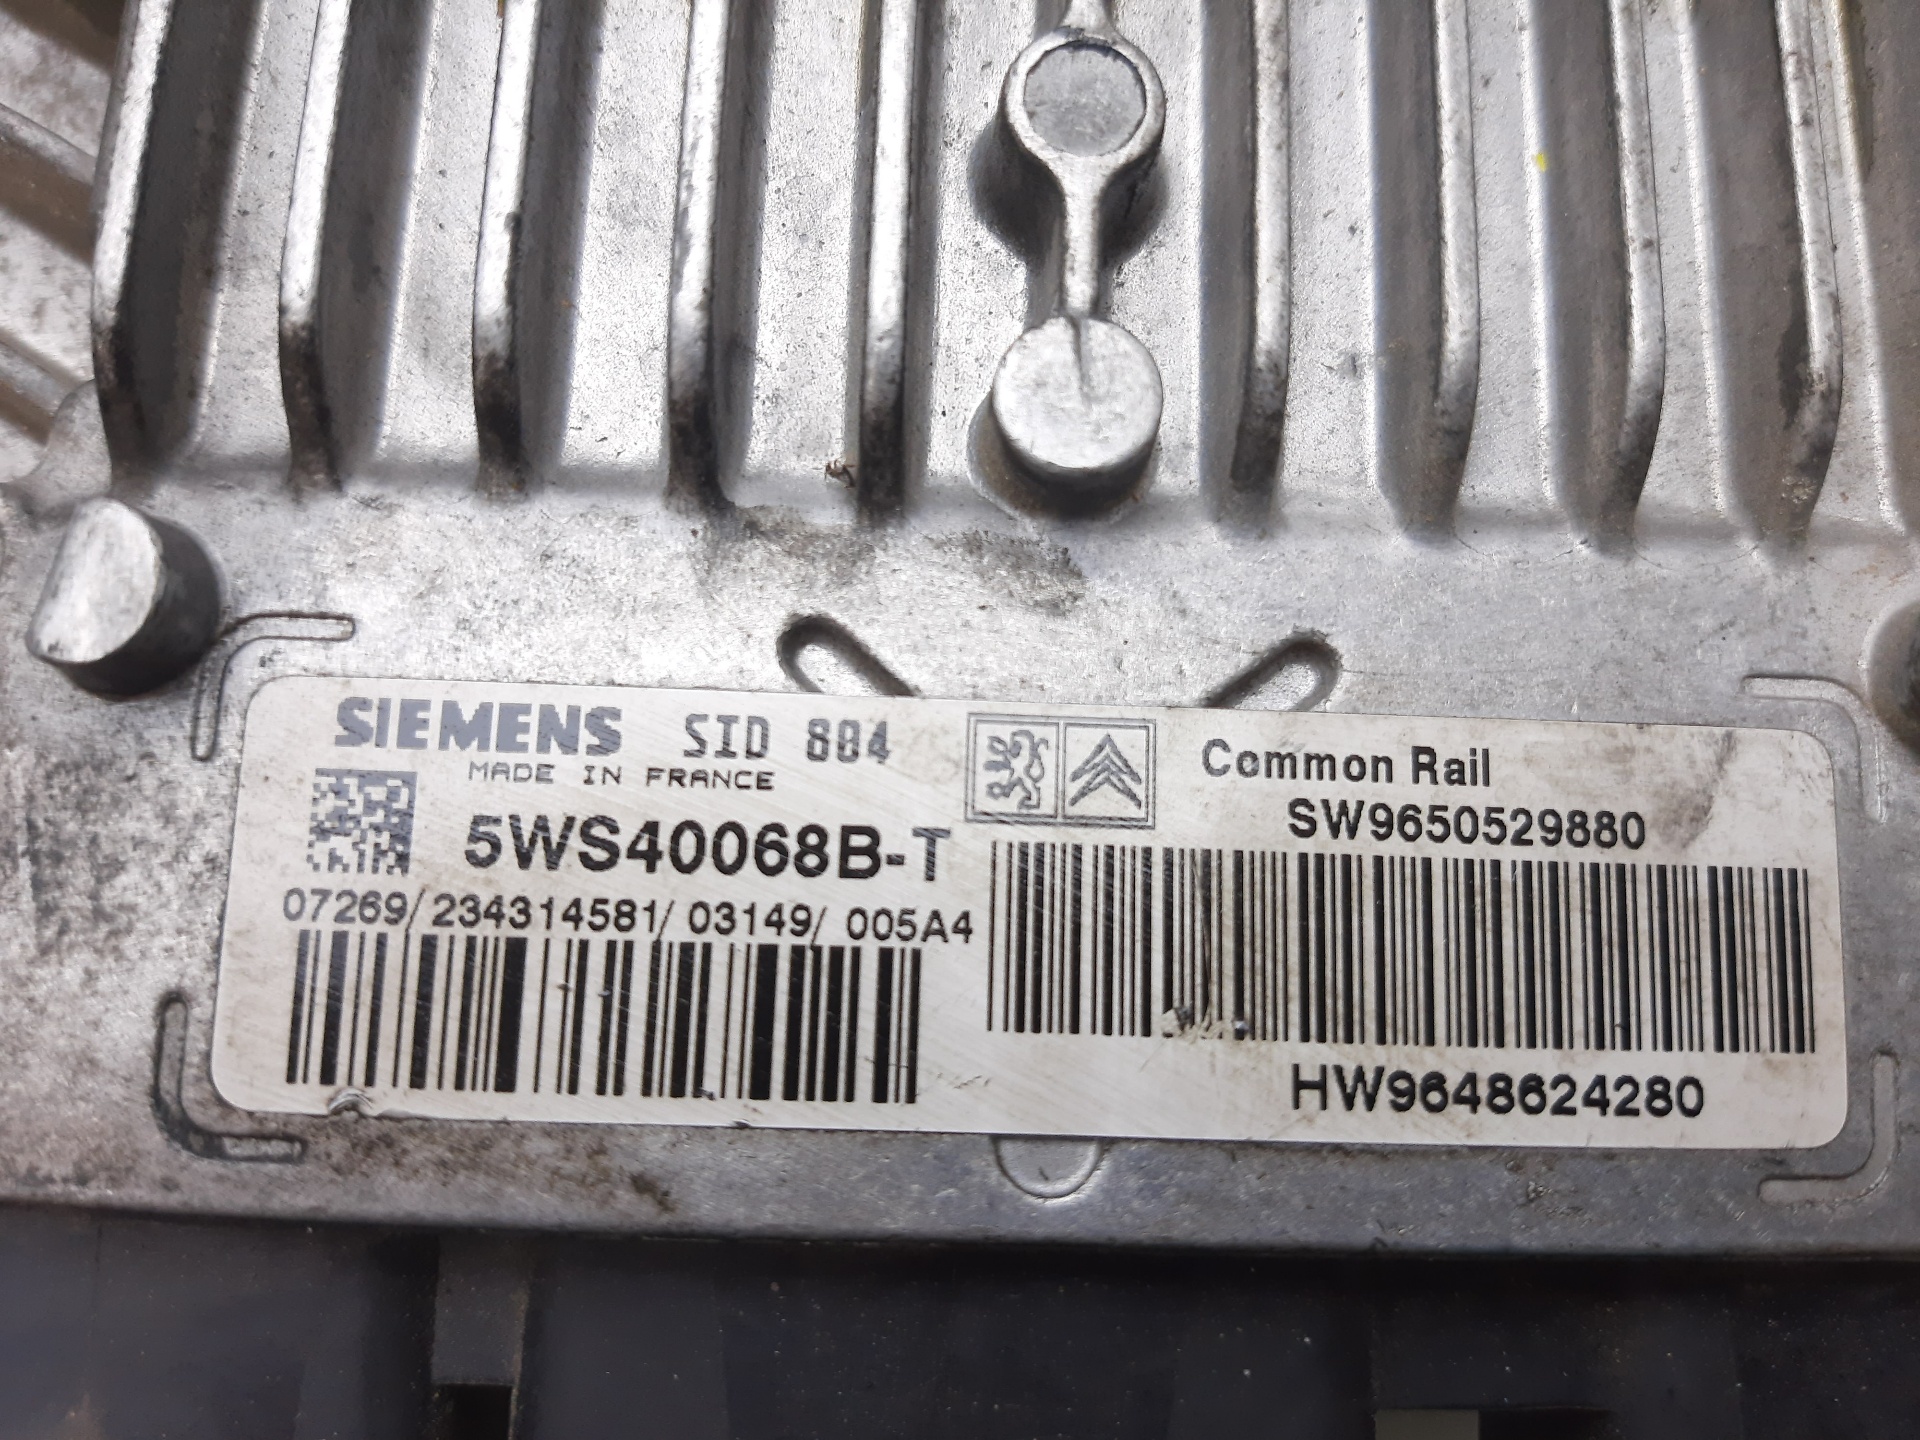 SIEMENS SID 804
MADE IN FRANCE
5WS40068B-T
07269/234314581/03149/ 005A4
Common Rail
SW9650529880
HW9648624280